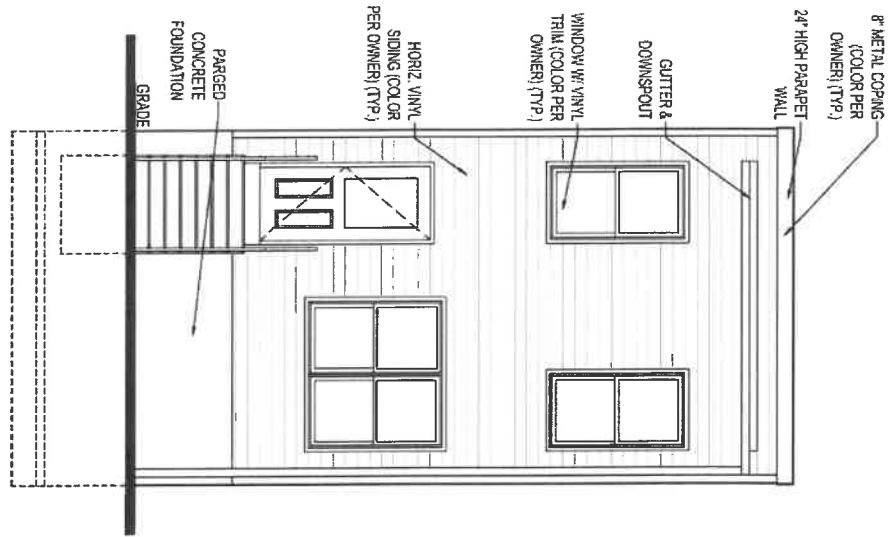 8" METAL COPING
(COLOR PER
OWNER) (TYP.)
24" HIGH PARAPET
WALL
GUTTER &
DOWNSPOUT
WINDOW W/ VINYL
TRIM (COLOR PER
OWNER) (TYP.)
HORIZ. VINYL
SIDING (COLOR
PER OWNER) (TYP.)
GRADE
PARGED
CONCRETE
FOUNDATION